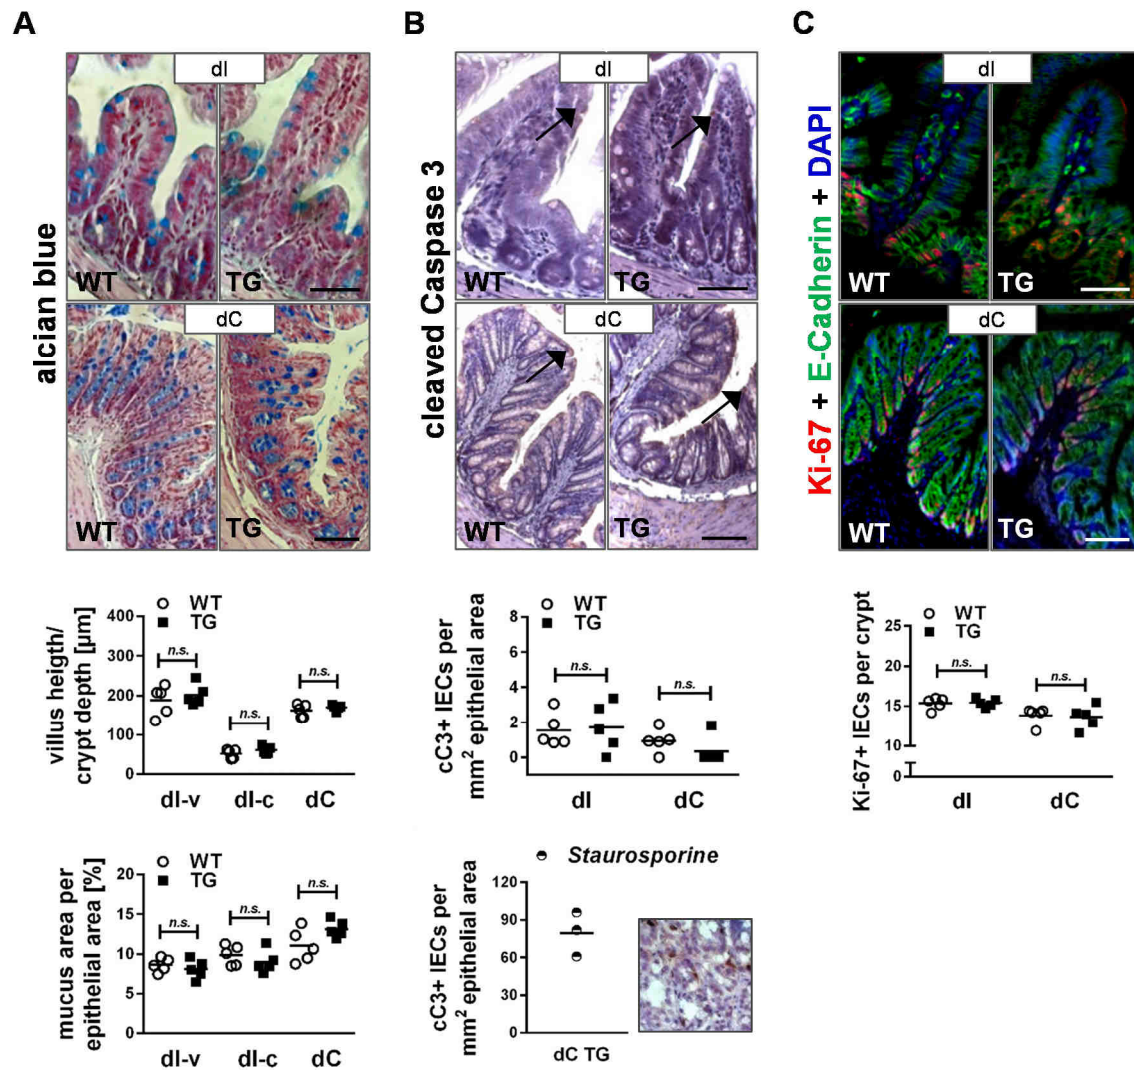 A
B
C
alcian blue
dI
WT
TG
dC
WT
TG
cleaved Caspase 3
dI
WT
TG
dC
WT
TG
Ki-67 + E-Cadherin + DAPI
dI
WT
TG
dC
WT
TG
villus heigth/
crypt depth [µm]
WT
TG
400
300
200
100
0
n.s.
n.s.
n.s.
dI-v
dI-c
dC
cC3+ IECs per
mm² epithelial area
WT
TG
8
6
4
2
0
n.s.
n.s.
dI
dC
Ki-67+ IECs per crypt
WT
TG
25
20
15
10
0
n.s.
n.s.
dI
dC
mucus area per
epithelial area [%]
WT
TG
20
15
10
5
0
n.s.
n.s.
n.s.
dI-v
dI-c
dC
Staurosporine
cC3+ IECs per
mm² epithelial area
120
90
60
30
0
dC TG